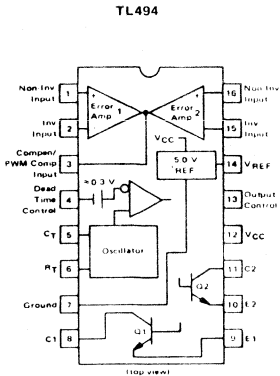 TL494
Non-Inv
Input
1
16
Non-Inv
Input
+
Error
Amp 1
+
Error
Amp 2
Inv
Input
2
15
Inv
Input
Compen/
PWM Comp
Input
3
VCC
5.0 V
REF
14
VREF
≈0.3 V
Dead
Time
Control
4
13
Output
Control
CT
5
Oscillator
12
VCC
RT
6
11
C2
Q2
Ground
7
10
E2
C1
8
Q1
9
E1
(top view)